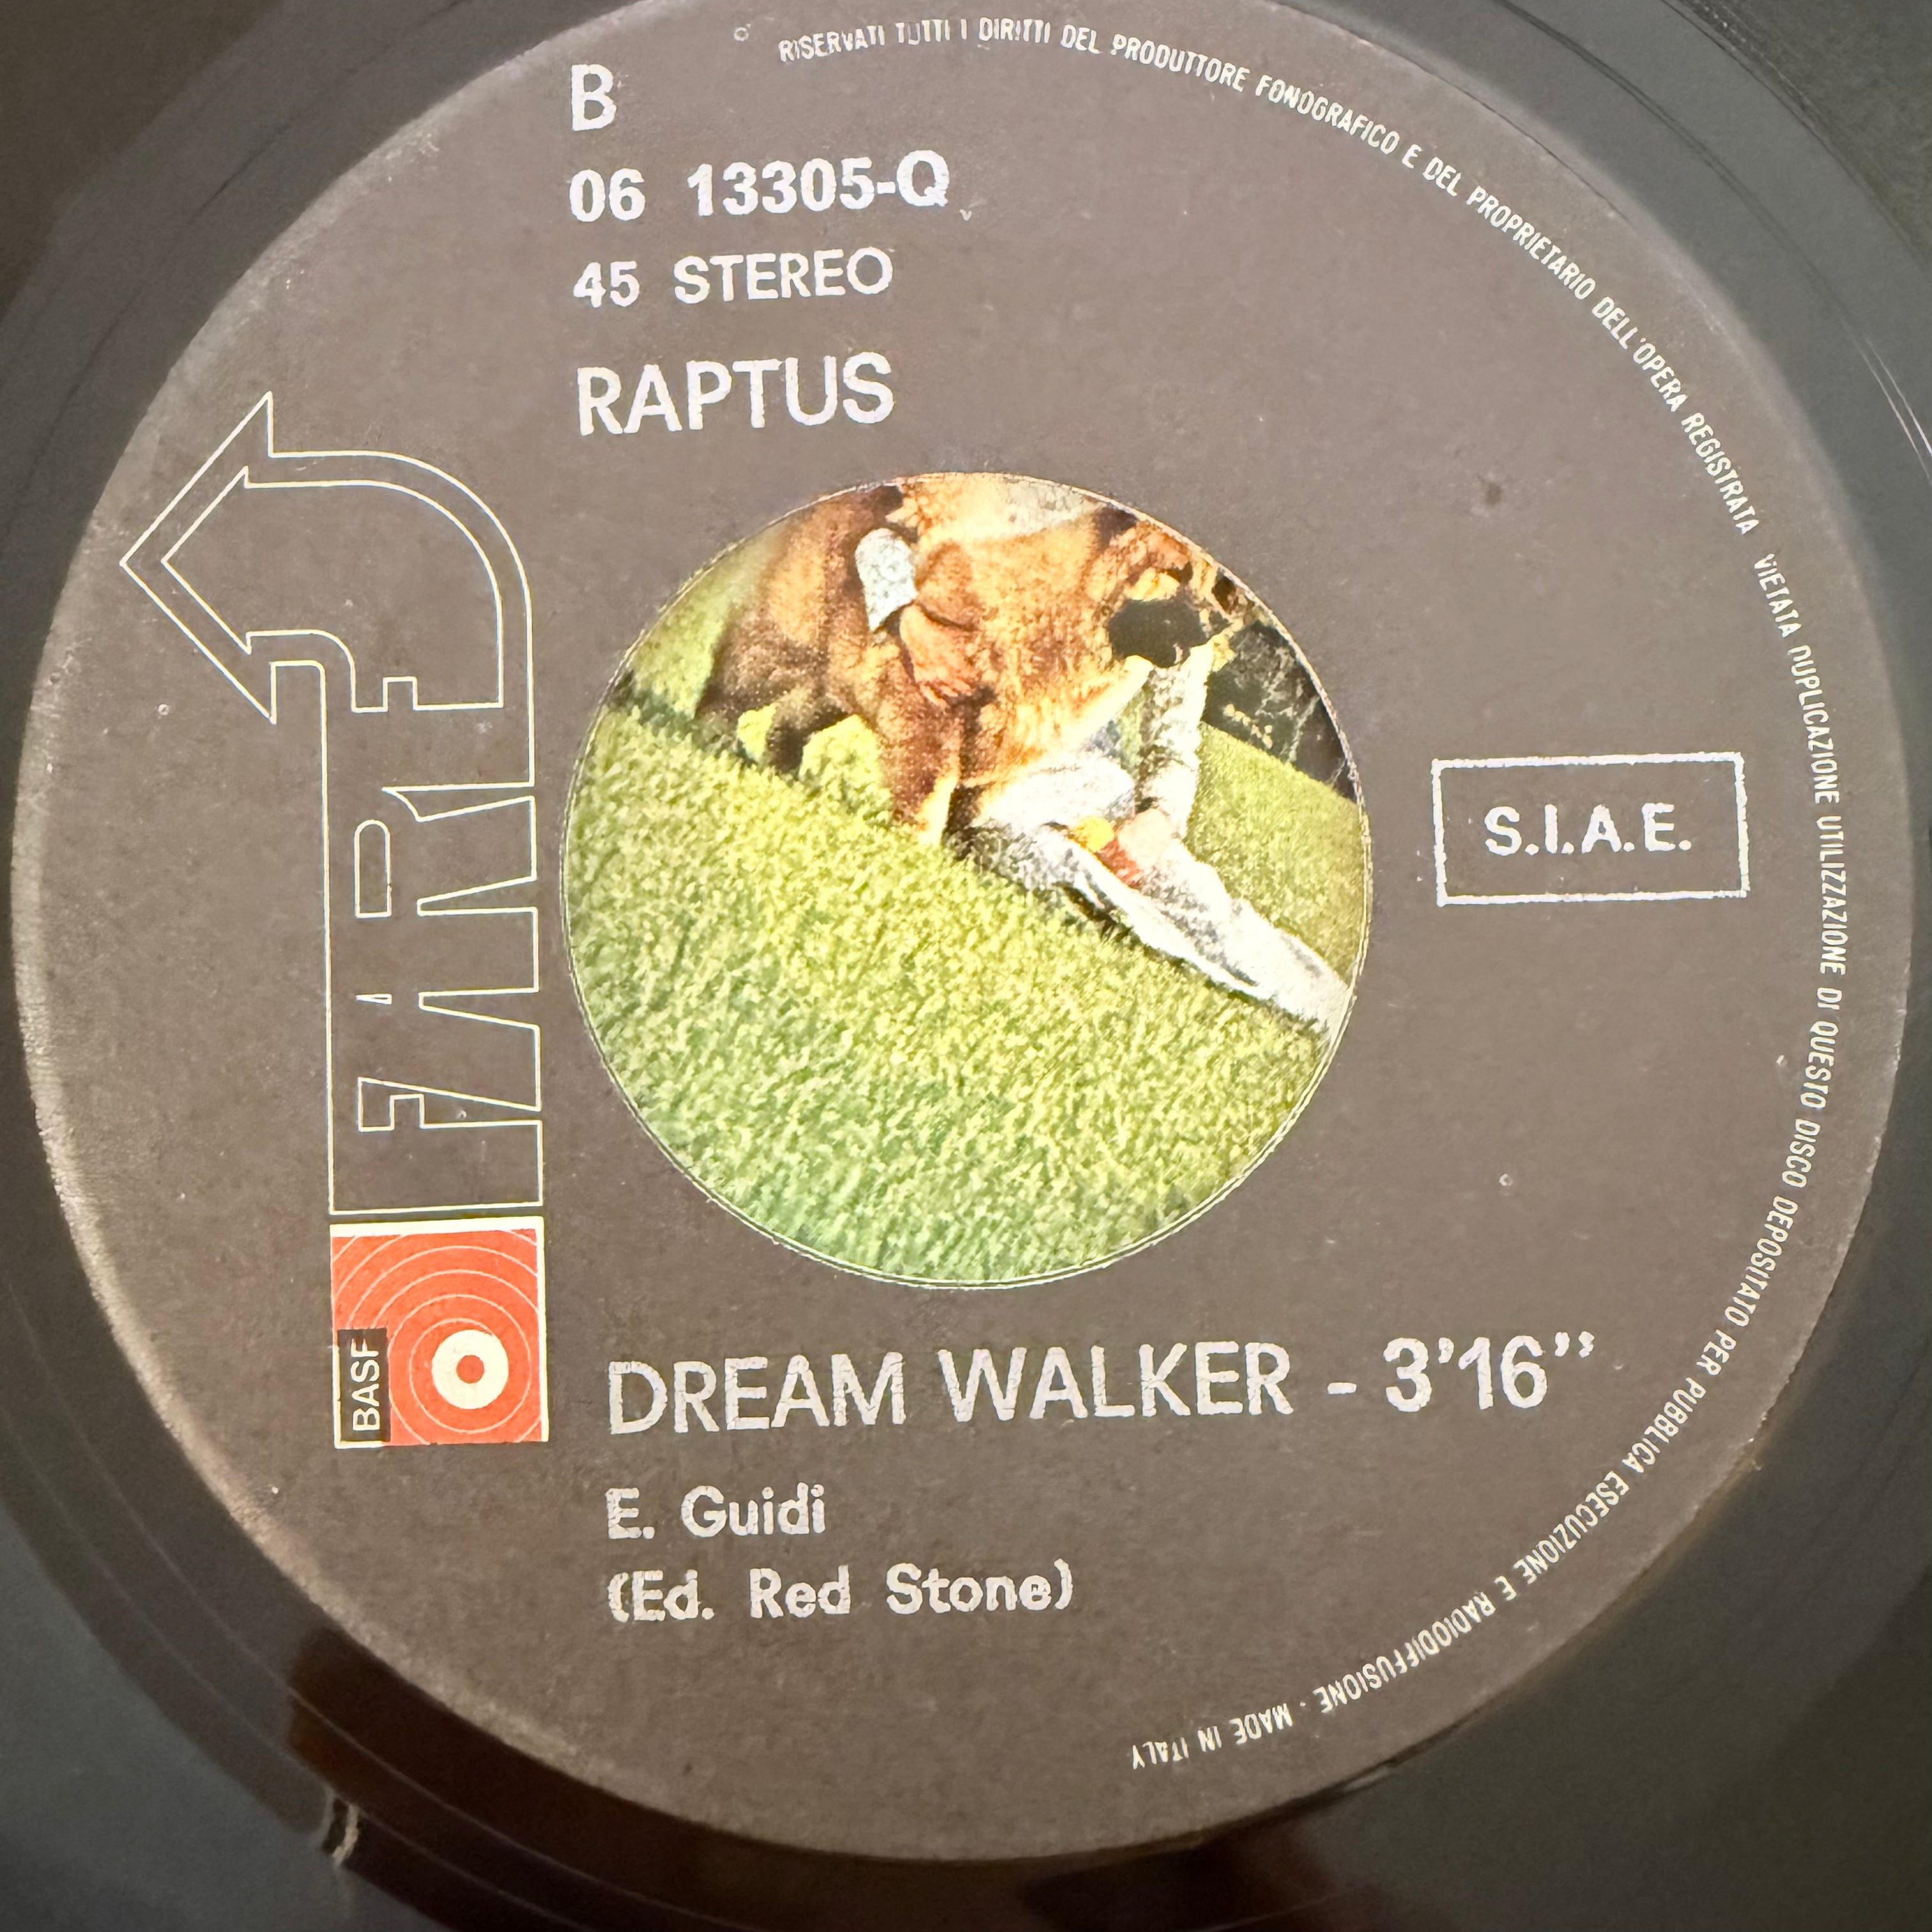 B
06 13305-Q
45 STEREO
RAPTUS
S.I.A.E.
BASF
DREAM WALKER - 3'16"
E. Guidi
(Ed. Red Stone)
RISERVATI TUTTI I DIRITTI DEL PRODUTTORE FONOGRAFICO E DEL PROPRIETARIO DELL'OPERA REGISTRATA VIETATA DUPLICAZIONE UTILIZZAZIONE DI QUESTO DISCO DEPOSITATO PER PUBBLICA ESECUZIONE E RADIODIFFUSIONE. MADE IN ITALY